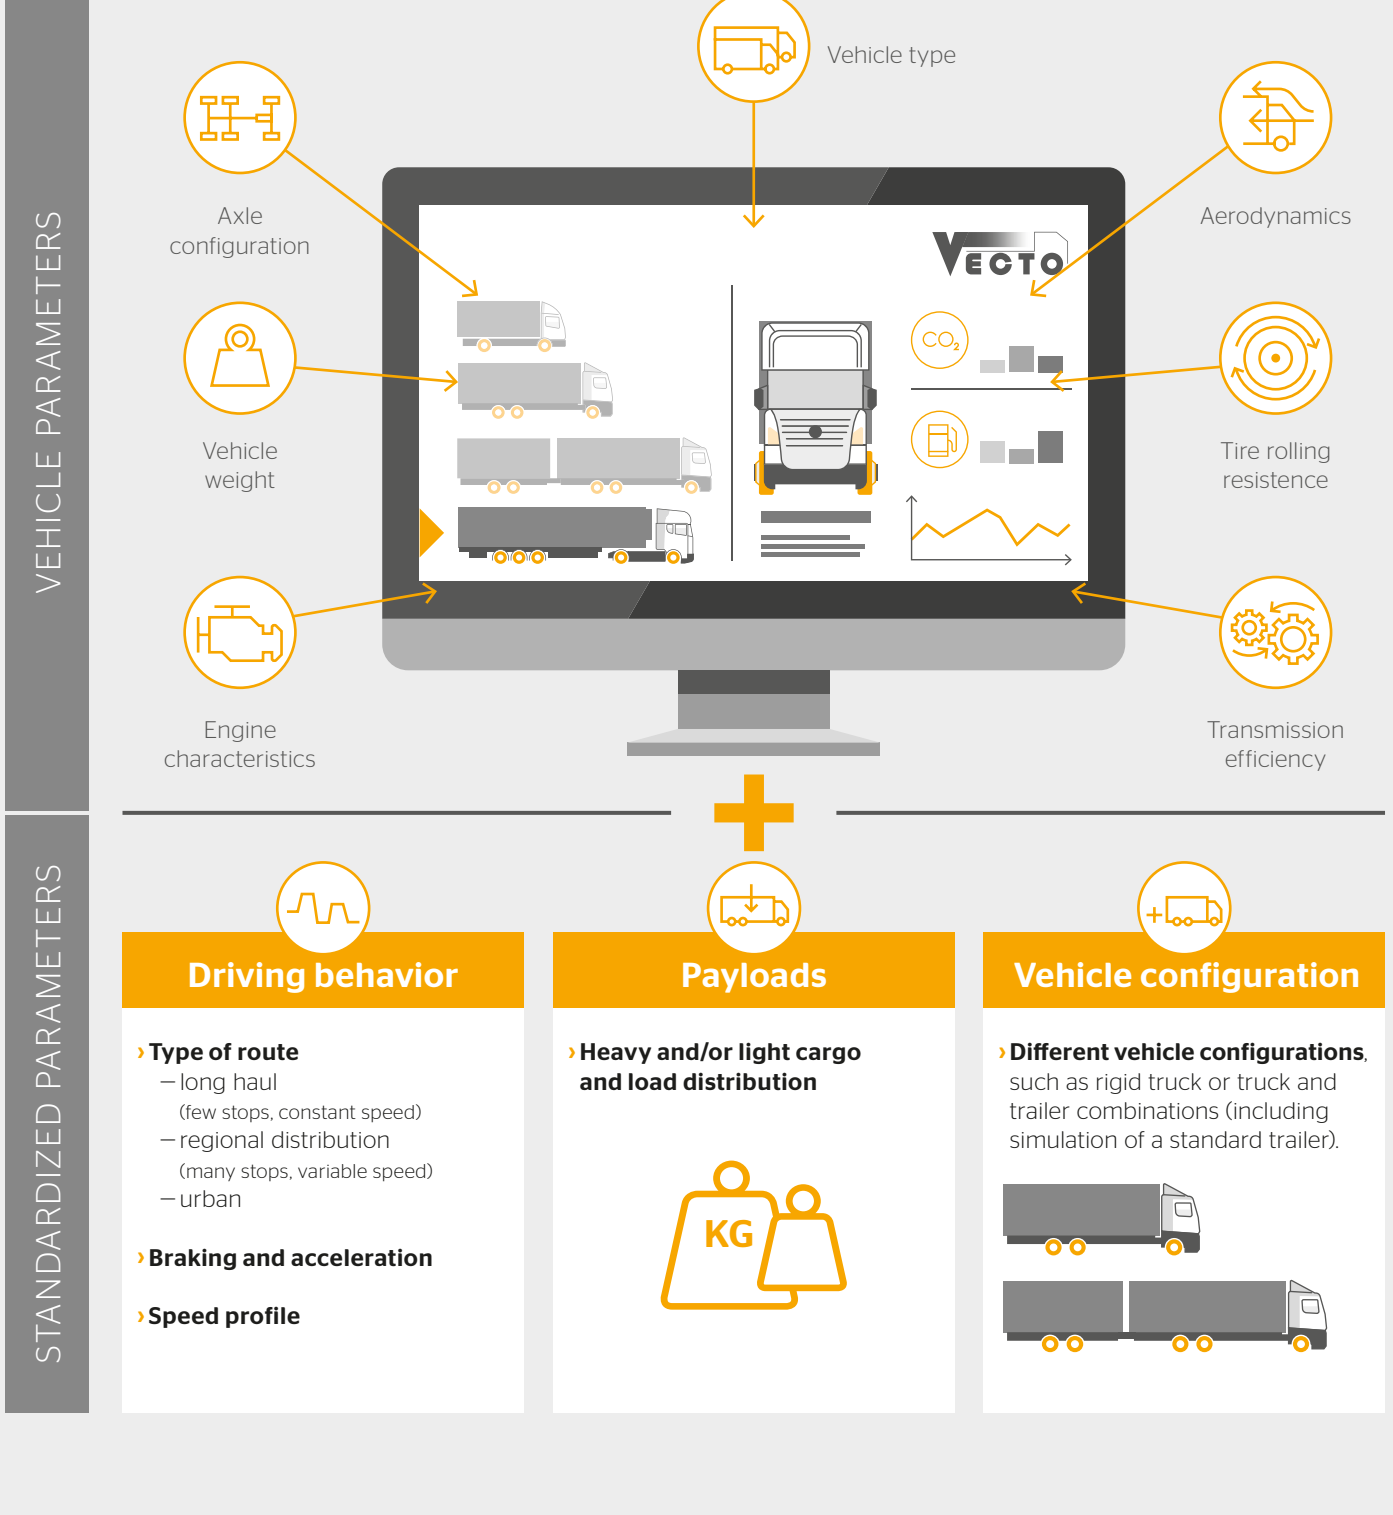 VEHICLE PARAMETERS
Vehicle type
Axle
configuration
Aerodynamics
VECTO
CO2
Vehicle
weight
Tire rolling
resistence
Engine
characteristics
Transmission
efficiency
STANDARDIZED PARAMETERS
Driving behavior
› Type of route
— long haul
(few stops, constant speed)
— regional distribution
(many stops, variable speed)
— urban
› Braking and acceleration
› Speed profile
Payloads
› Heavy and/or light cargo
and load distribution
KG
Vehicle configuration
› Different vehicle configurations,
such as rigid truck or truck and
trailer combinations (including
simulation of a standard trailer).